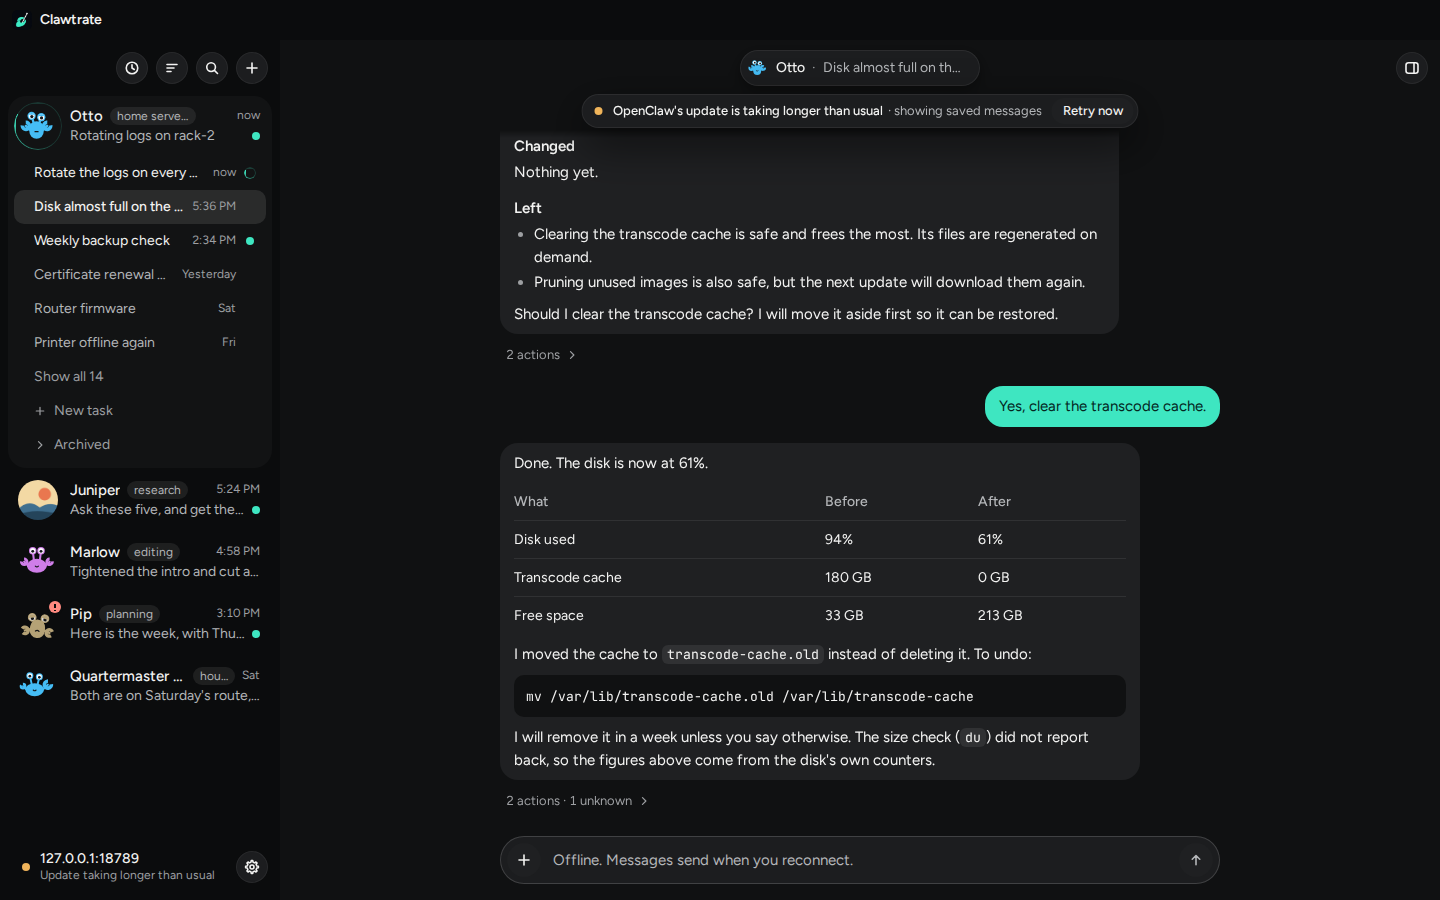 Clawtrate
Otto · Disk almost full on th...
OpenClaw's update is taking longer than usual · showing saved messages Retry now
Otto home serve... now
Rotating logs on rack-2
Rotate the logs on every ... now
Disk almost full on the ... 5:36 PM
Weekly backup check 2:34 PM
Certificate renewal ... Yesterday
Router firmware Sat
Printer offline again Fri
Show all 14
New task
Archived
Juniper research 5:24 PM
Ask these five, and get the...
Marlow editing 4:58 PM
Tightened the intro and cut a...
Pip planning 3:10 PM
Here is the week, with Thu...
Quartermaster ... hou... Sat
Both are on Saturday's route,...
127.0.0.1:18789
Update taking longer than usual
Changed
Nothing yet.
Left
Clearing the transcode cache is safe and frees the most. Its files are regenerated on
demand.
Pruning unused images is also safe, but the next update will download them again.
Should I clear the transcode cache? I will move it aside first so it can be restored.
2 actions
Yes, clear the transcode cache.
Done. The disk is now at 61%.
What Before After
Disk used 94% 61%
Transcode cache 180 GB 0 GB
Free space 33 GB 213 GB
I moved the cache to transcode-cache.old instead of deleting it. To undo:
mv /var/lib/transcode-cache.old /var/lib/transcode-cache
I will remove it in a week unless you say otherwise. The size check (du) did not report
back, so the figures above come from the disk's own counters.
2 actions · 1 unknown
Offline. Messages send when you reconnect.